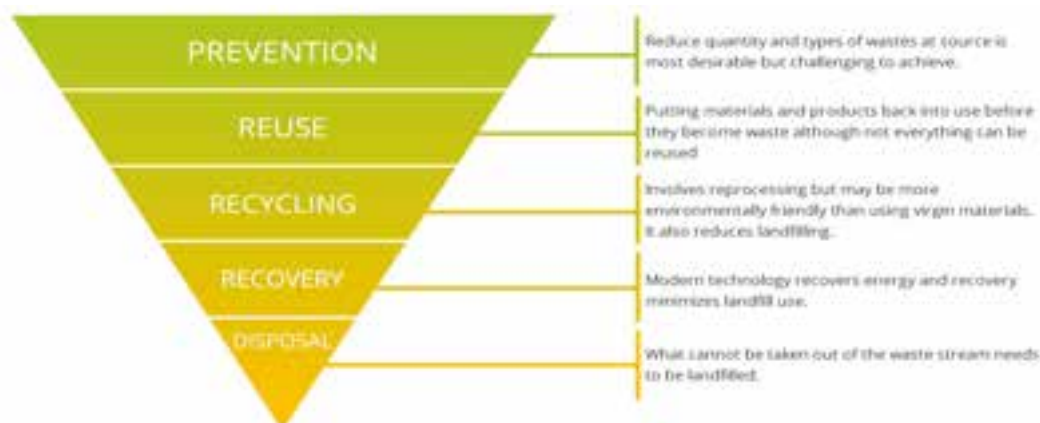 PREVENTION
Reduce quantity and types of wastes at source is
most desirable but challenging to achieve.
REUSE
Putting materials and products back into use before
they become waste although not everything can be
reused
RECYCLING
Involves reprocessing but may be more
environmentally friendly than using virgin materials.
It also reduces landfilling.
RECOVERY
Modern technology recovers energy and recovery
minimizes landfill use.
DISPOSAL
What cannot be taken out of the waste stream needs
to be landfilled.